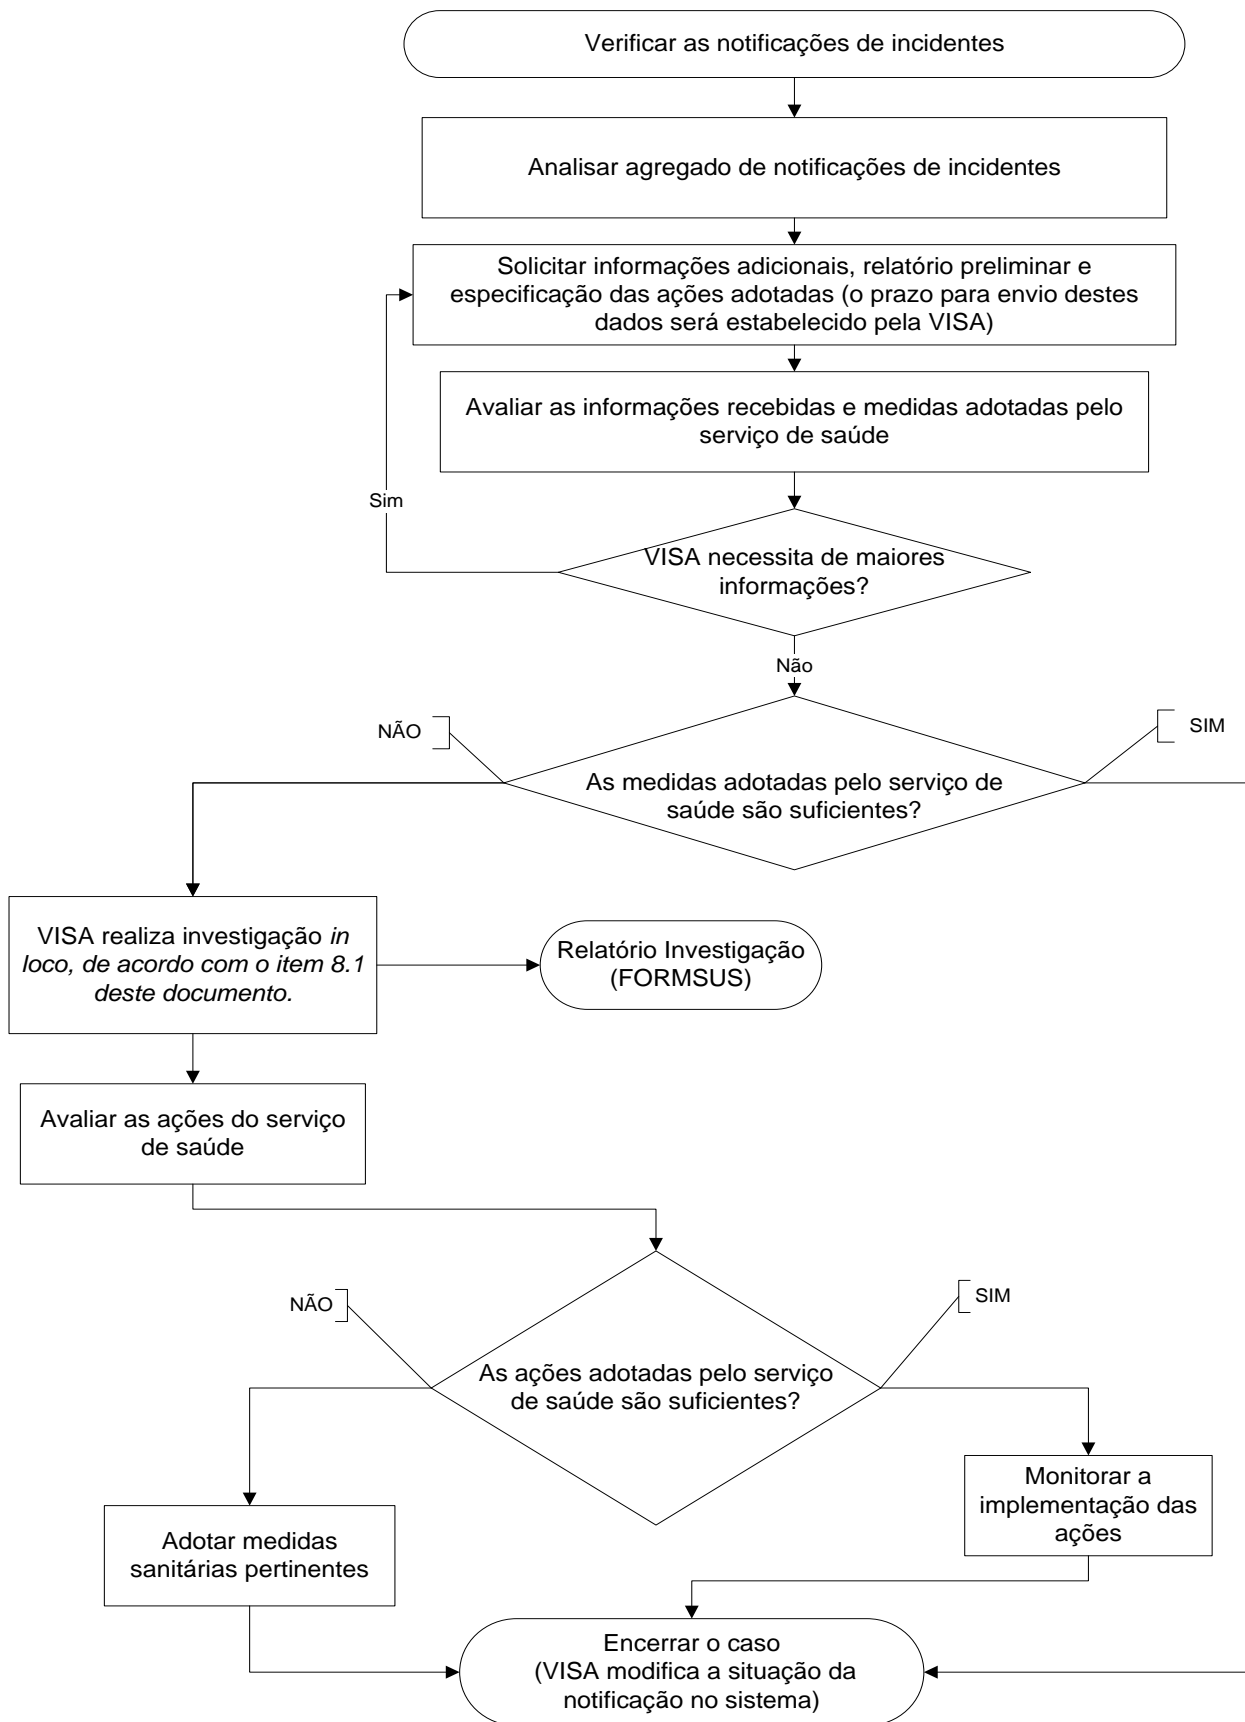 Verificar as notificações de incidentes
Analisar agregado de notificações de incidentes
Solicitar informações adicionais, relatório preliminar e
especificação das ações adotadas (o prazo para envio destes
dados será estabelecido pela VISA)
Avaliar as informações recebidas e medidas adotadas pelo
serviço de saúde
Sim
VISA necessita de maiores
informações?
Não
NÃO
SIM
As medidas adotadas pelo serviço de
saúde são suficientes?
VISA realiza investigação in
loco, de acordo com o item 8.1
deste documento.
Relatório Investigação
(FORMSUS)
Avaliar as ações do serviço
de saúde
NÃO
SIM
As ações adotadas pelo serviço
de saúde são suficientes?
Monitorar a
implementação das
ações
Adotar medidas
sanitárias pertinentes
Encerrar o caso
(VISA modifica a situação da
notificação no sistema)